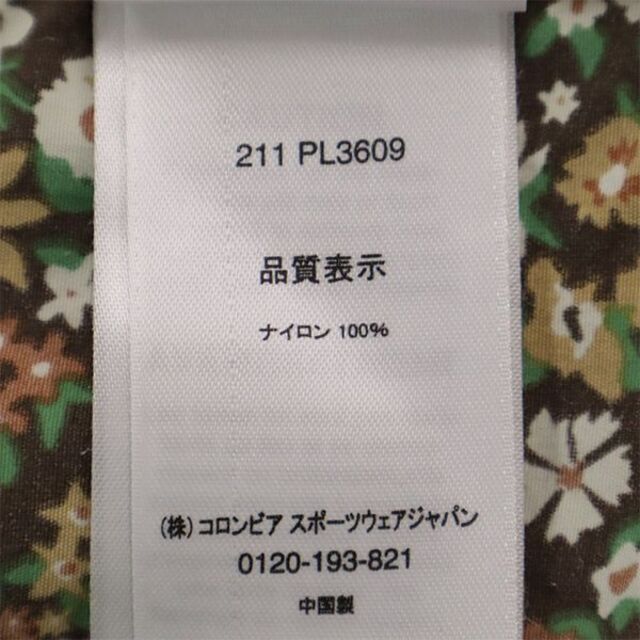 211 PL3609
品質表示
ナイロン 100%
(株) コロンビア スポーツウェアジャパン
0120-193-821
中国製